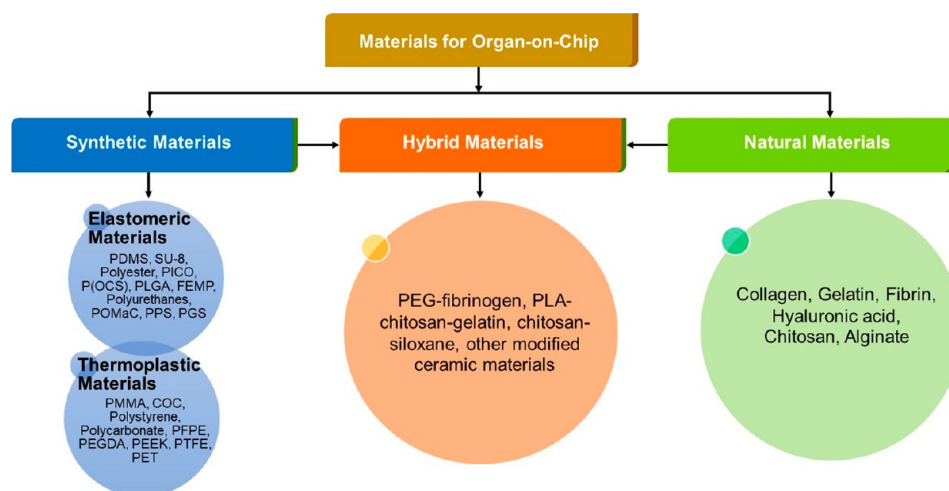 Materials for Organ-on-Chip
Synthetic Materials
Hybrid Materials
Natural Materials
Elastomeric
Materials
PDMS, SU-8,
Polyester, PICO,
P(OCS), PLGA, FEMP,
Polyurethanes,
POMaC, PPS, PGS
Thermoplastic
Materials
PMMA, COC,
Polystyrene,
Polycarbonate, PFPE,
PEGDA, PEEK, PTFE,
PET
PEG-fibrinogen, PLA-
chitosan-gelatin, chitosan-
siloxane, other modified
ceramic materials
Collagen, Gelatin, Fibrin,
Hyaluronic acid,
Chitosan, Alginate